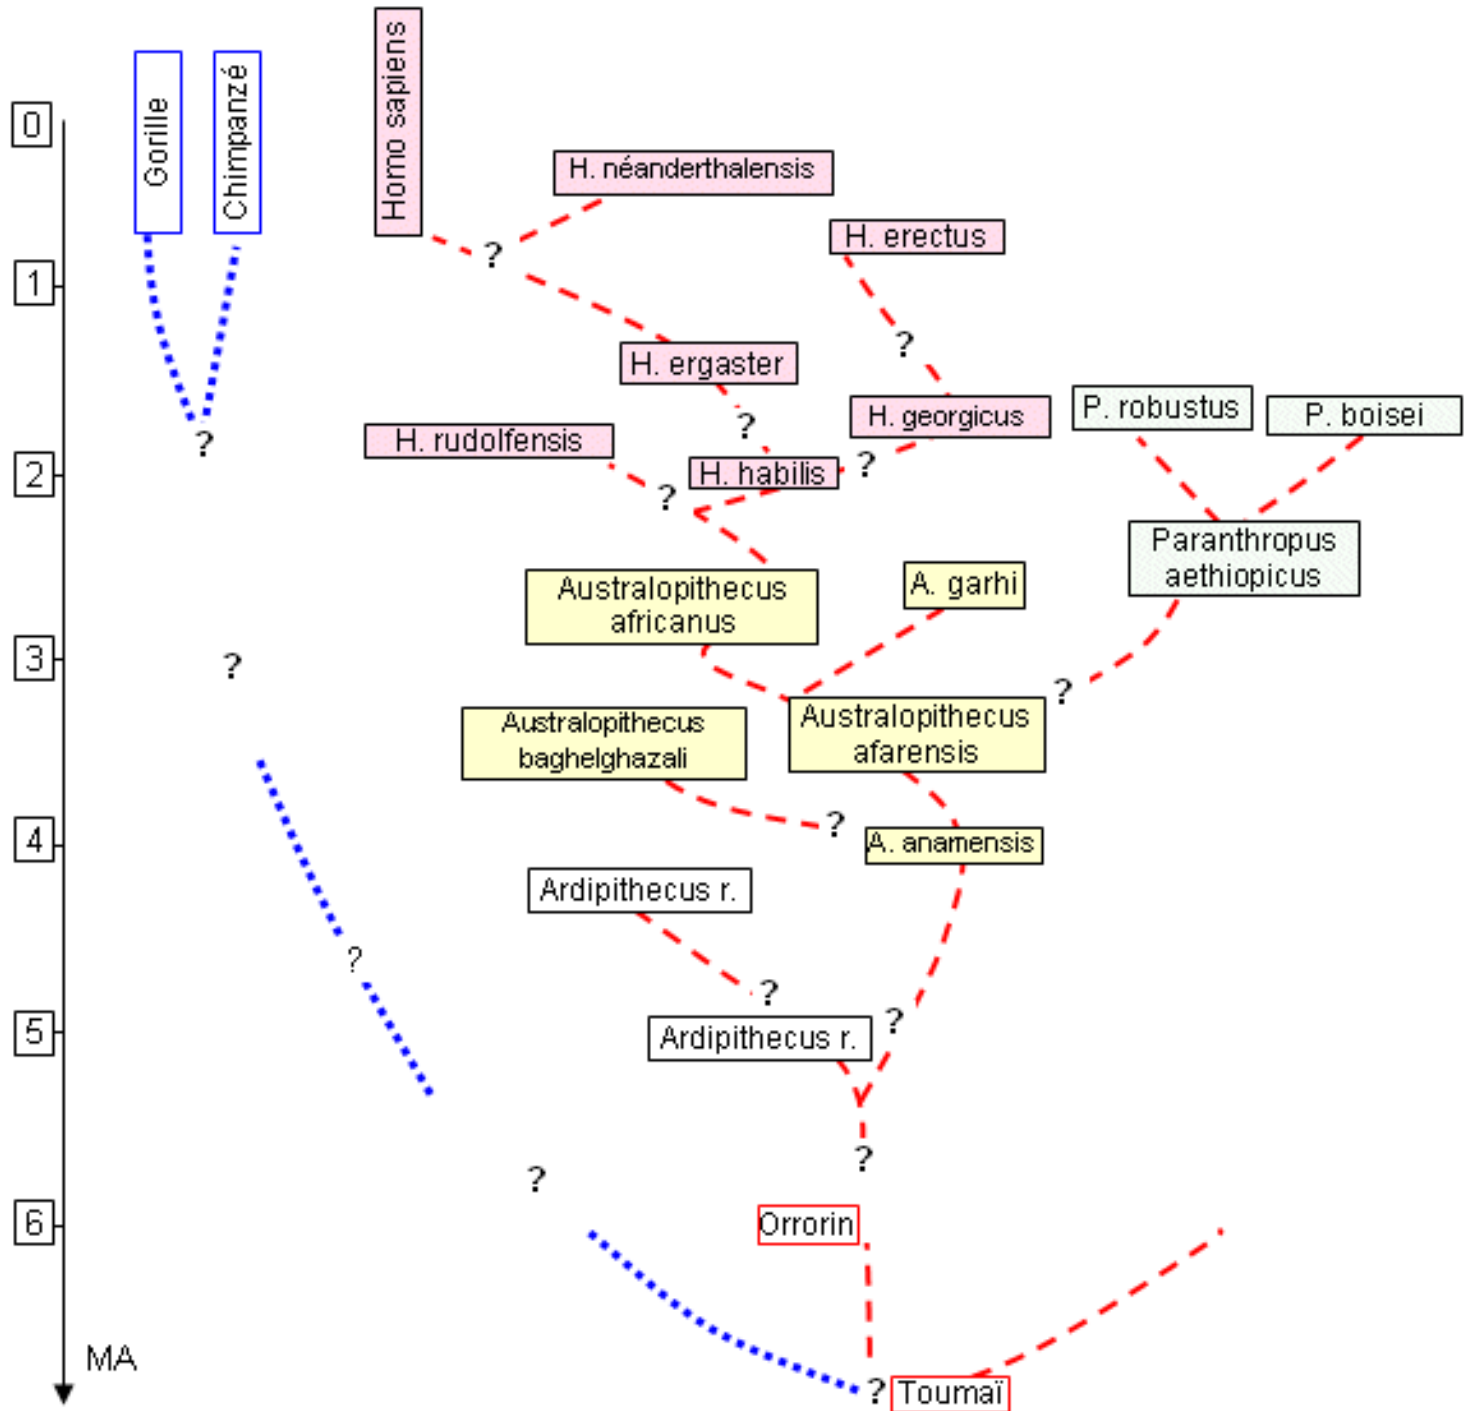 Homo sapiens
Gorille
Chimpanzé
0
H. néanderthalensis
H. erectus
?
1
?
H. ergaster
P. robustus
H. georgicus
P. boisei
?
H. rudolfensis
?
?
2
H. habilis
?
Paranthropus
aethiopicus
Australopithecus
africanus
A. garhi
3
?
?
Australopithecus
baghelghazali
Australopithecus
afarensis
?
4
A. anamensis
Ardipithecus r.
?
?
?
5
Ardipithecus r.
?
?
6
Orrorin
MA
?
Toumaï